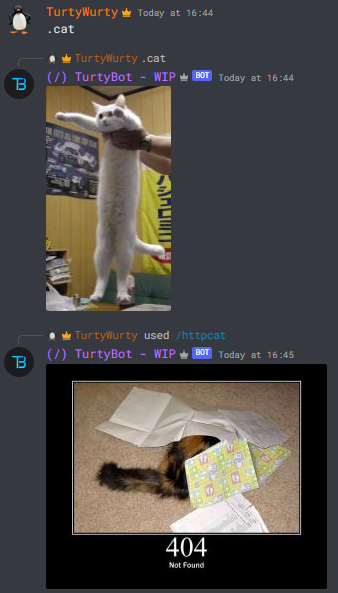 TurtyWurty Today at 16:44
.cat
TurtyWurty .cat
(/) TurtyBot - WIP BOT Today at 16:44
TurtyWurty used /httpcat
(/) TurtyBot - WIP BOT Today at 16:45
404
Not Found